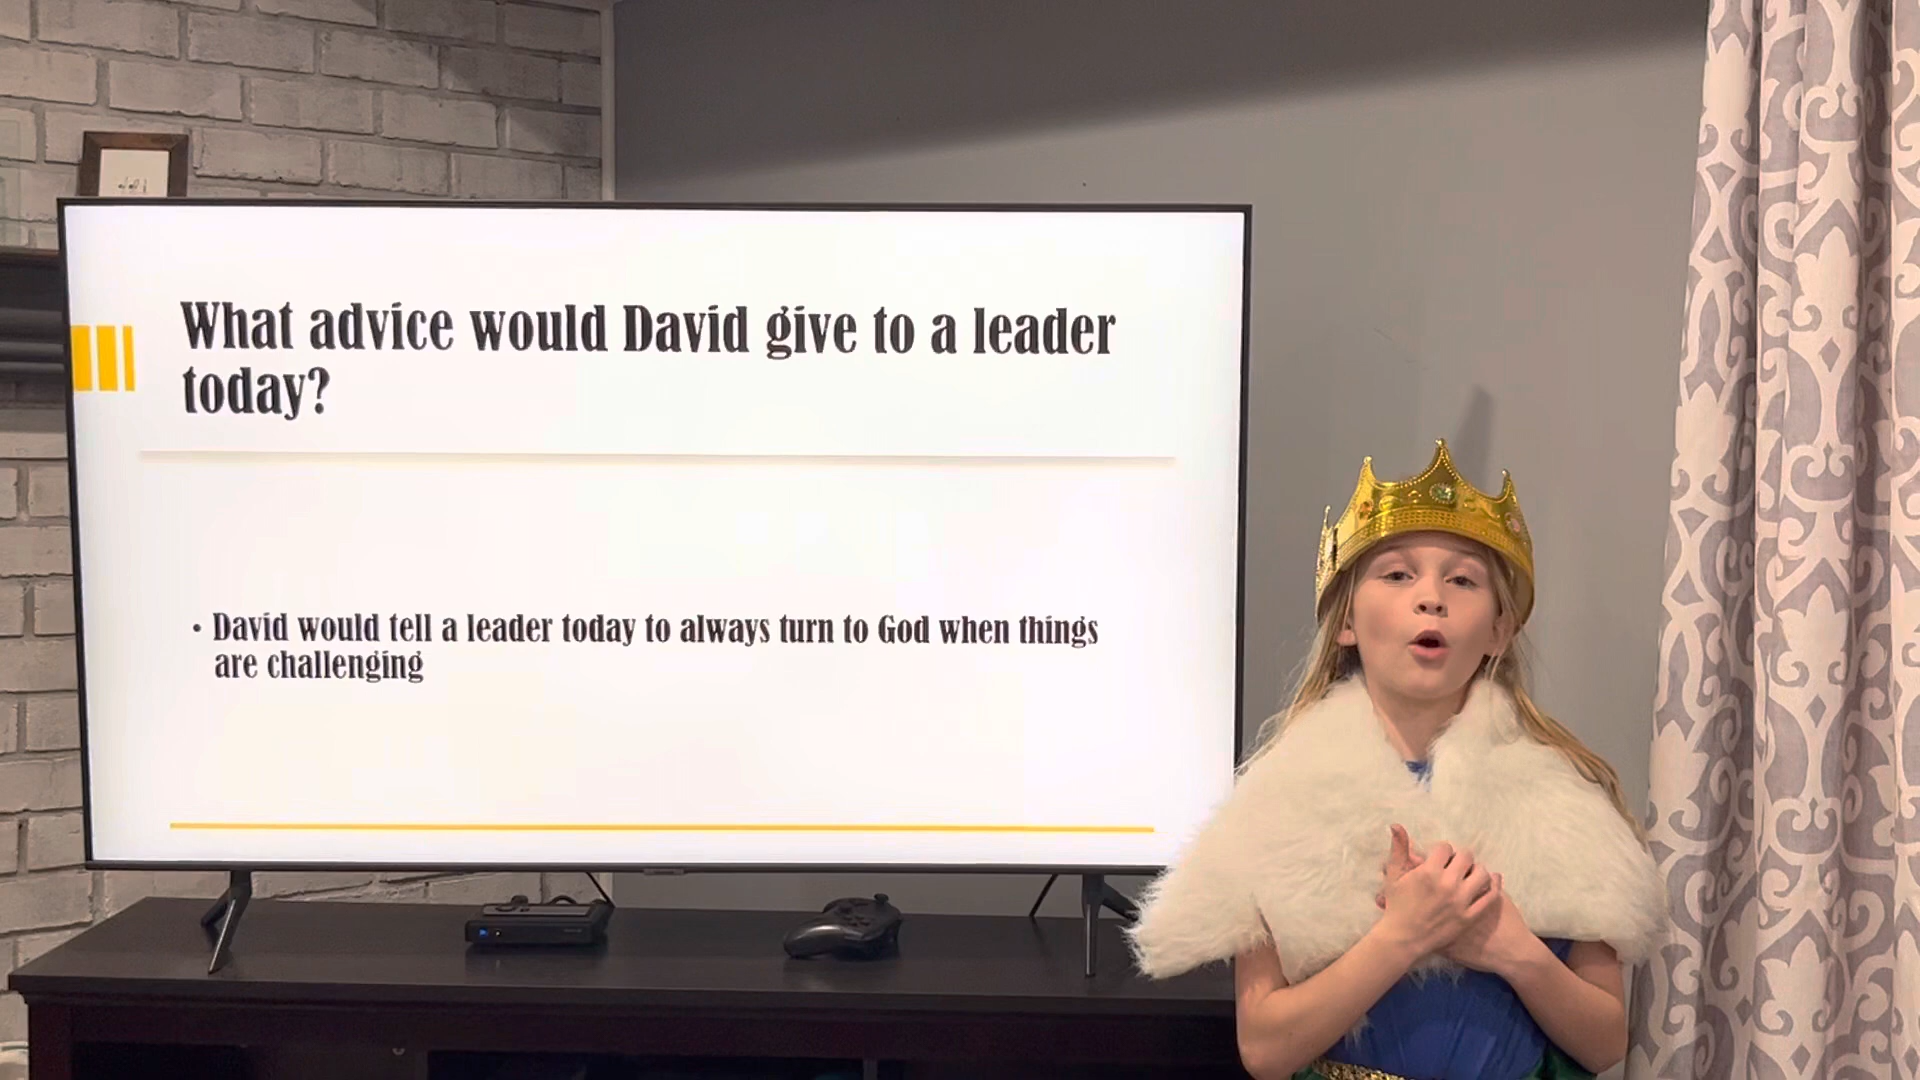 What advice would David give to a leader
today?
• David would tell a leader today to always turn to God when things
are challenging